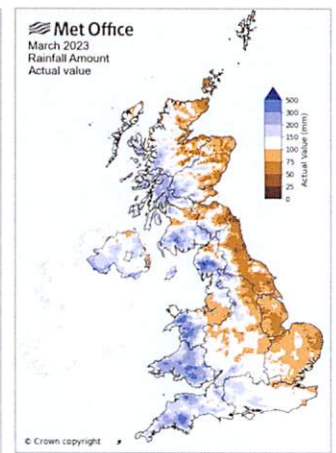 Met Office
March 2023
Rainfall Amount
Actual value
500
300
200
150
100
75
50
25
0
Actual Value (mm)
© Crown copyright